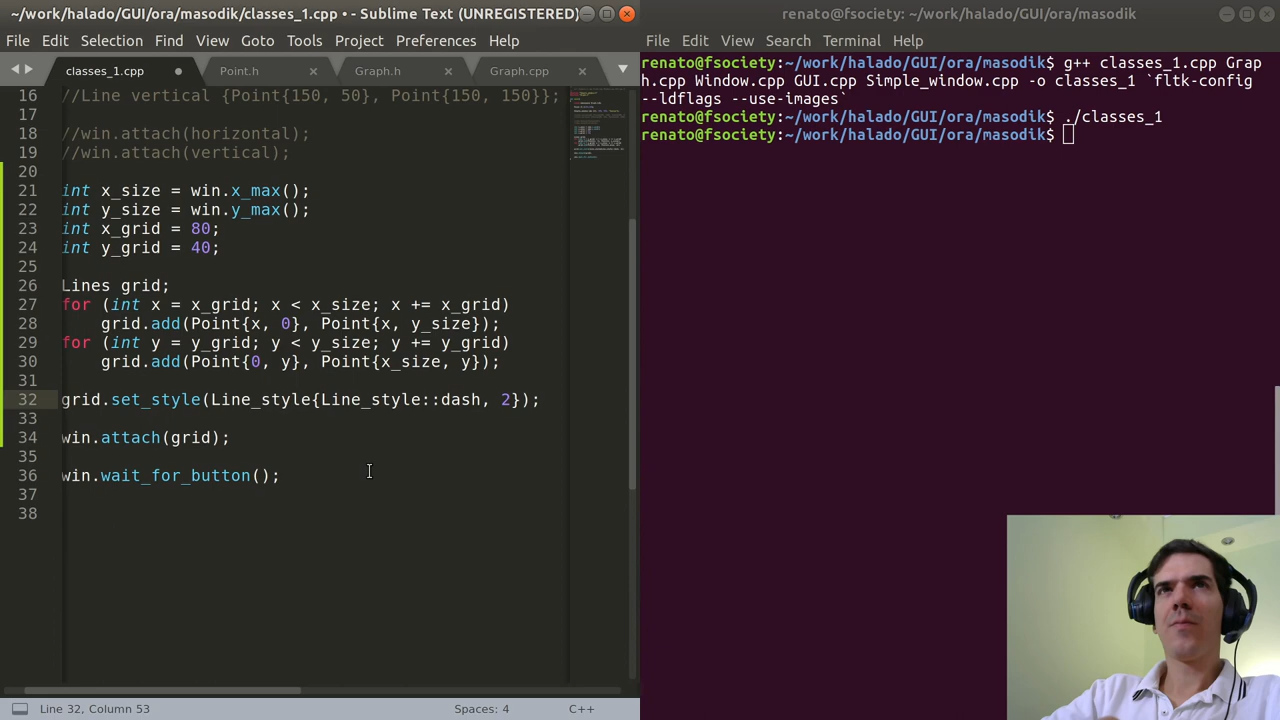 ~/work/halado/GUI/ora/masodik/classes_1.cpp • - Sublime Text (UNREGISTERED)
File Edit Selection Find View Goto Tools Project Preferences Help
classes_1.cpp Point.h Graph.h Graph.cpp
16 //Line vertical {Point{150, 50}, Point{150, 150}};
17
18 //win.attach(horizontal);
19 //win.attach(vertical);
20
21 int x_size = win.x_max();
22 int y_size = win.y_max();
23 int x_grid = 80;
24 int y_grid = 40;
25
26 Lines grid;
27 for (int x = x_grid; x < x_size; x += x_grid)
28 grid.add(Point{x, 0}, Point{x, y_size});
29 for (int y = y_grid; y < y_size; y += y_grid)
30 grid.add(Point{0, y}, Point{x_size, y});
31
32 grid.set_style(Line_style{Line_style::dash, 2});
33
34 win.attach(grid);
35
36 win.wait_for_button();
37
38
Line 32, Column 53 Spaces: 4 C++
renato@fsociety: ~/work/halado/GUI/ora/masodik
File Edit View Search Terminal Help
renato@fsociety:~/work/halado/GUI/ora/masodik$ g++ classes_1.cpp Grap
h.cpp Window.cpp GUI.cpp Simple_window.cpp -o classes_1 `fltk-config
--ldflags --use-images`
renato@fsociety:~/work/halado/GUI/ora/masodik$ ./classes_1
renato@fsociety:~/work/halado/GUI/ora/masodik$